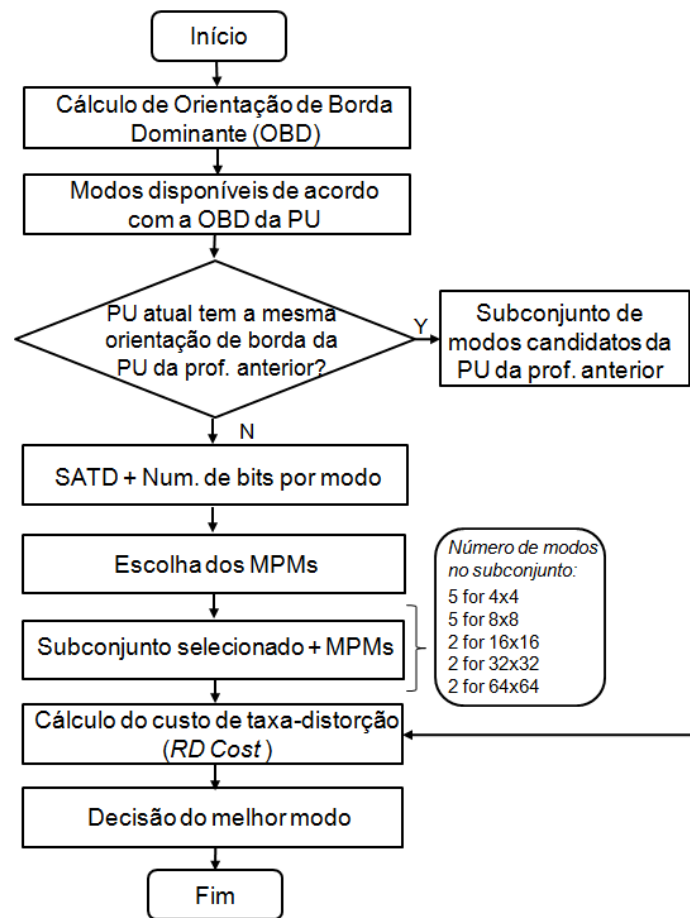 Início
Cálculo de Orientação de Borda
Dominante (OBD)
Modos disponíveis de acordo
com a OBD da PU
PU atual tem a mesma
orientação de borda da
PU da prof. anterior?
Y
Subconjunto de
modos candidatos da
PU da prof. anterior
N
SATD + Num. de bits por modo
Escolha dos MPMs
Subconjunto selecionado + MPMs
Número de modos
no subconjunto:
5 for 4x4
5 for 8x8
2 for 16x16
2 for 32x32
2 for 64x64
Cálculo do custo de taxa-distorção
(RD Cost )
Decisão do melhor modo
Fim